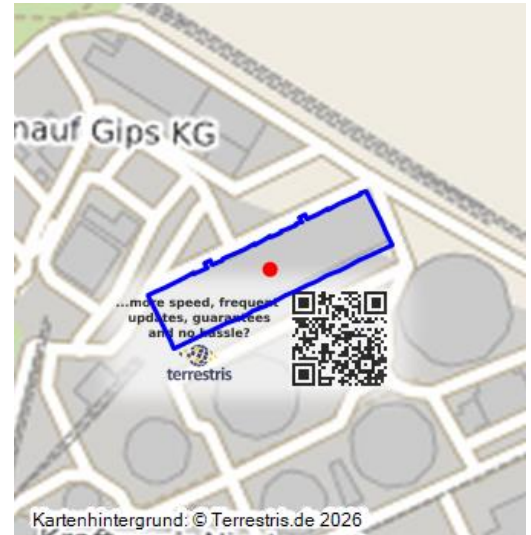 nauf Gips KG
...more speed, frequent
updates, guarantees
and no hassle?
terrestris
Kartenhintergrund: © Terrestris.de 2026